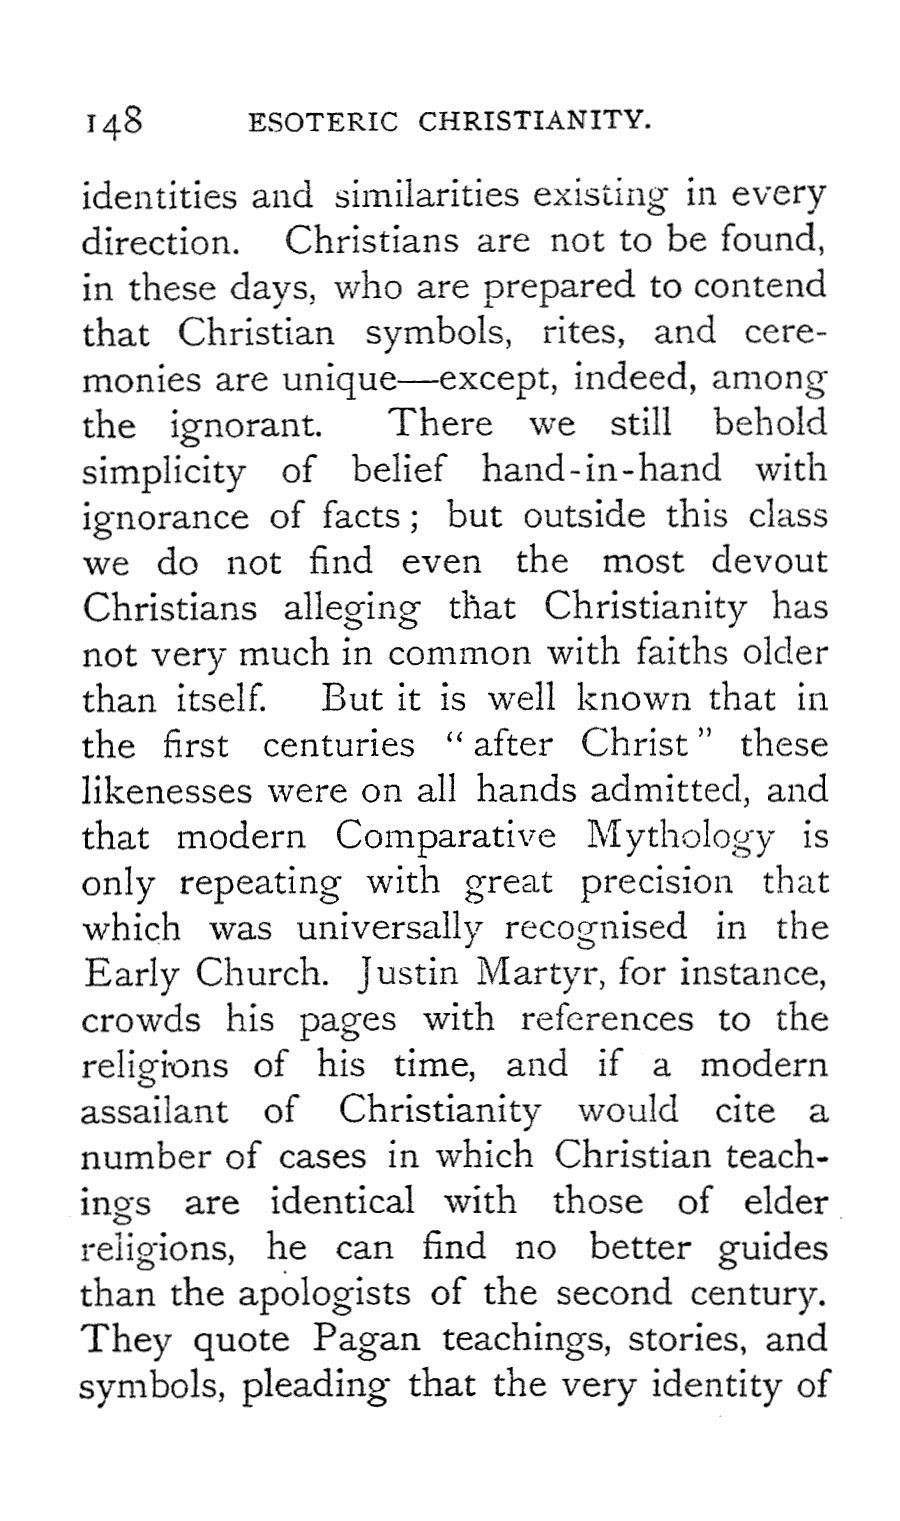 148 ESOTERIC CHRISTIANITY.
identities and similarities existing in every
direction. Christians are not to be found,
in these days, who are prepared to contend
that Christian symbols, rites, and cere-
monies are unique—except, indeed, among
the ignorant. There we still behold
simplicity of belief hand-in-hand with
ignorance of facts ; but outside this class
we do not find even the most devout
Christians alleging that Christianity has
not very much in common with faiths older
than itself. But it is well known that in
the first centuries “ after Christ ” these
likenesses were on all hands admitted, and
that modern Comparative Mythology is
only repeating with great precision that
which was universally recognised in the
Early Church. Justin Martyr, for instance,
crowds his pages with references to the
religions of his time, and if a modern
assailant of Christianity would cite a
number of cases in which Christian teach-
ings are identical with those of elder
religions, he can find no better guides
than the apologists of the second century.
They quote Pagan teachings, stories, and
symbols, pleading that the very identity of